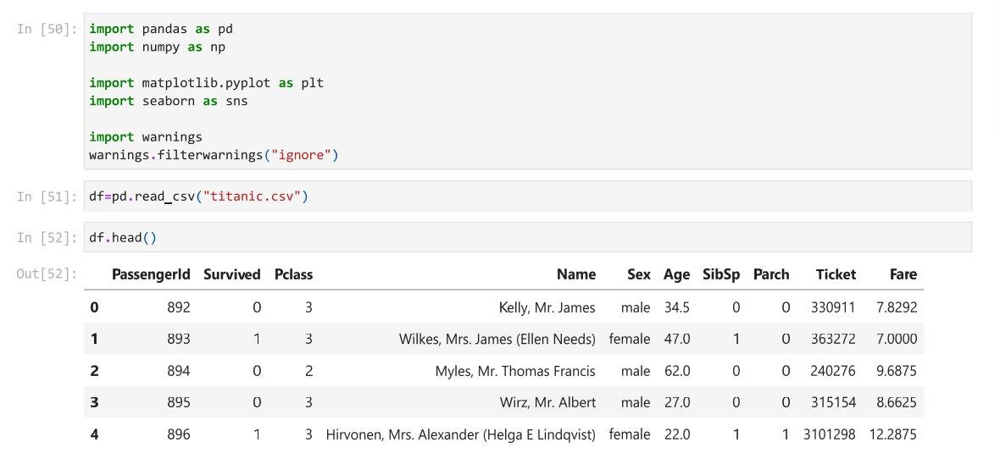 In [50]: import pandas as pd
import numpy as np
import matplotlib.pyplot as plt
import seaborn as sns
import warnings
warnings.filterwarnings("ignore")
In [51]: df=pd.read_csv("titanic.csv")
In [52]: df.head()
Out[52]: PassengerId Survived Pclass Name Sex Age SibSp Parch Ticket Fare
0 892 0 3 Kelly, Mr. James male 34.5 0 0 330911 7.8292
1 893 1 3 Wilkes, Mrs. James (Ellen Needs) female 47.0 1 0 363272 7.0000
2 894 0 2 Myles, Mr. Thomas Francis male 62.0 0 0 240276 9.6875
3 895 0 3 Wirz, Mr. Albert male 27.0 0 0 315154 8.6625
4 896 1 3 Hirvonen, Mrs. Alexander (Helga E Lindqvist) female 22.0 1 1 3101298 12.2875